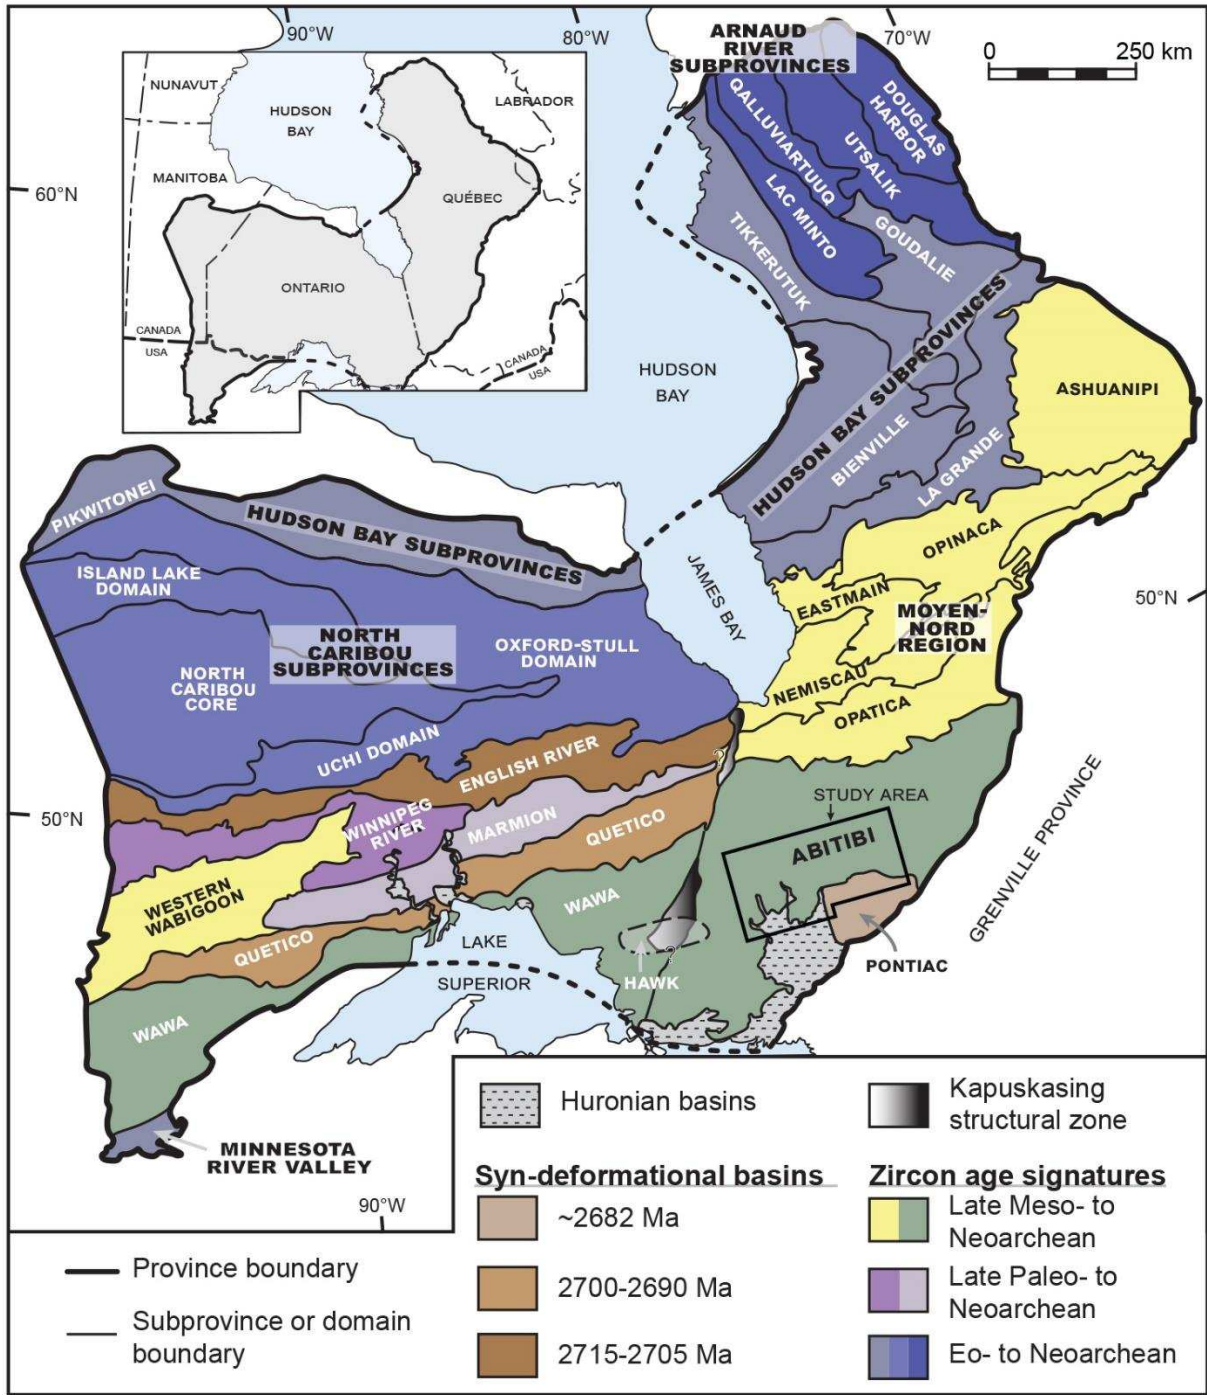 90°W
80°W
70°W
0
250 km
ARNAUD
RIVER
SUBPROVINCES
NUNAVUT
HUDSON
BAY
LABRADOR
MANITOBA
QUÉBEC
ONTARIO
CANADA
USA
CANADA
USA
60°N
DOUGLAS
HARBOR
UTSALIK
QALLUVIARTUUQ
LAC MINTO
GOUDALIE
TIKKERUTUK
HUDSON
BAY
HUDSON BAY SUBPROVINCES
ASHUANIPI
BIENVILLE
LA GRANDE
PIKWITONEI
HUDSON BAY SUBPROVINCES
OPINACA
JAMES BAY
ISLAND LAKE
DOMAIN
EASTMAIN
50°N
MOYEN-
NORD
REGION
NORTH
CARIBOU
SUBPROVINCES
OXFORD-STULL
DOMAIN
NORTH
CARIBOU
CORE
NEMISCAU
OPATICA
UCHI DOMAIN
ENGLISH RIVER
?
50°N
STUDY AREA
GRENVILLE PROVINCE
WINNIPEG
RIVER
MARMION
QUETICO
ABITIBI
WESTERN
WABIGOON
WAWA
QUETICO
LAKE
SUPERIOR
?
HAWK
PONTIAC
WAWA
MINNESOTA
RIVER VALLEY
90°W
Huronian basins
Kapuskasing
structural zone
Syn-deformational basins
~2682 Ma
2700-2690 Ma
2715-2705 Ma
Zircon age signatures
Late Meso- to
Neoarchean
Late Paleo- to
Neoarchean
Eo- to Neoarchean
Province boundary
Subprovince or domain
boundary